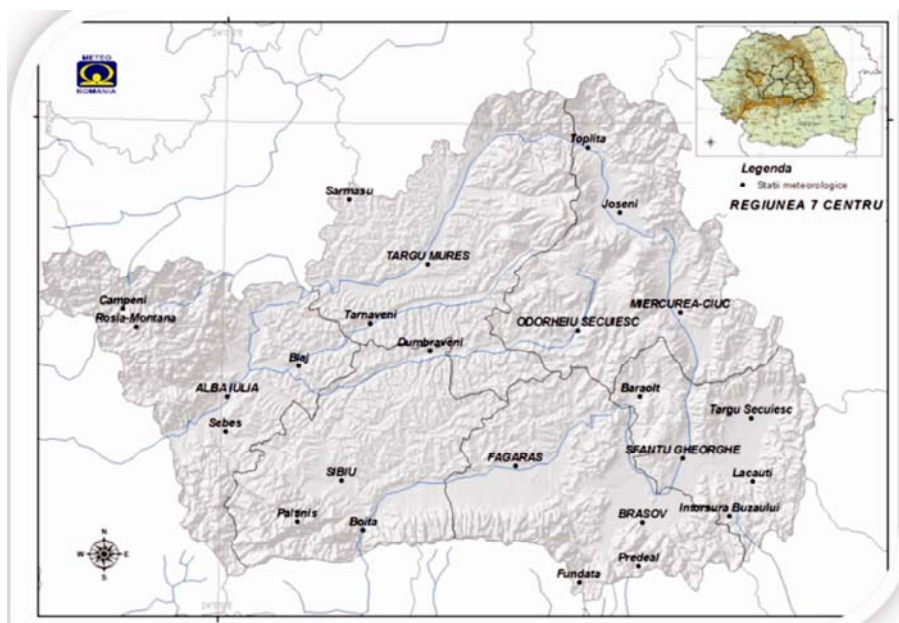 METEO
ROMANIA
Legenda
Statii meteorologice
REGIUNEA 7 CENTRU
Toplita
Sarmasu
Joseni
TARGU MURES
Campeni
Rosia-Montana
Tarnaveni
MIERCUREA-CIUC
ODORHEIU SECUIESC
Dumbraveni
Blaj
ALBA IULIA
Baraolt
Sebes
Targu Secuiesc
FAGARAS
SFANTU GHEORGHE
SIBIU
Lacauti
Paltinis
Boita
BRASOV
Intorsura Buzaului
Predeal
Fundata
N
W
E
S